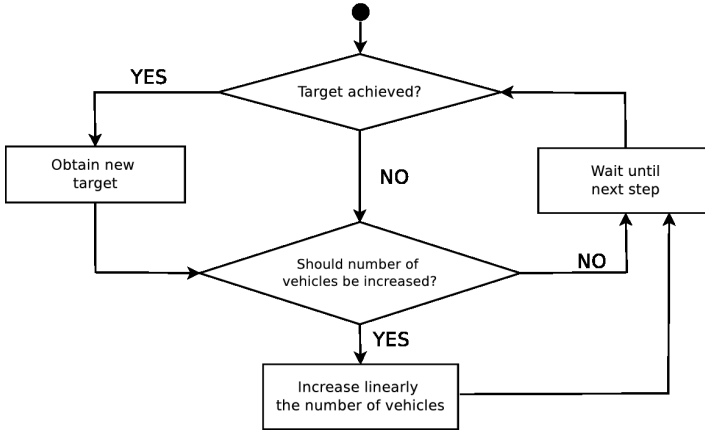 YES
Target achieved?
Obtain new
target
NO
Wait until
next step
Should number of
vehicles be increased?
NO
YES
Increase linearly
the number of vehicles